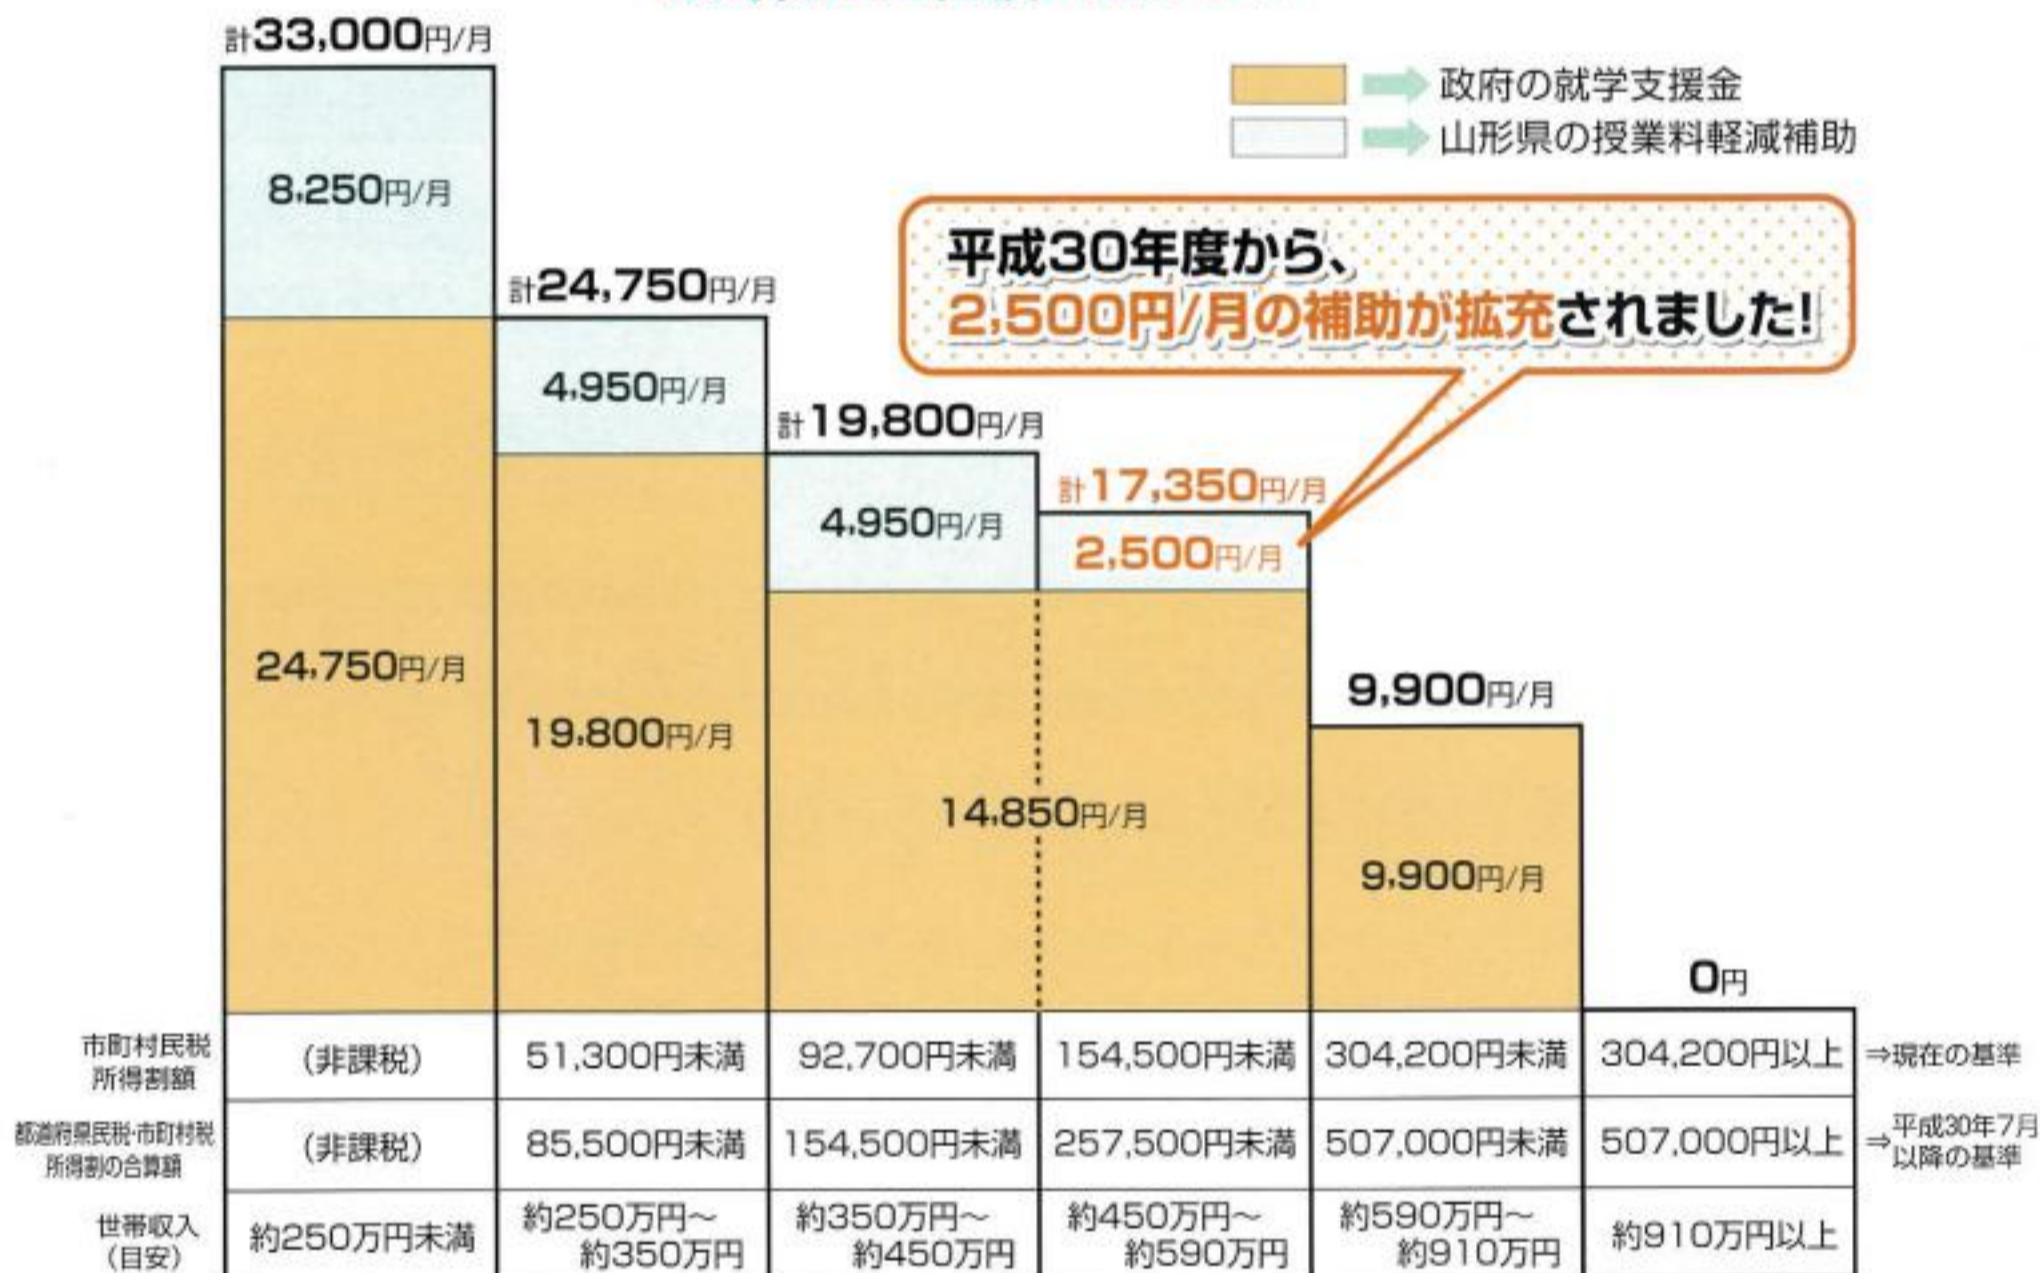 計33,000円/月
政府の就学支援金
山形県の授業料軽減補助
8,250円/月
平成30年度から、
2,500円/月の補助が拡充されました!
計24,750円/月
4,950円/月
計19,800円/月
4,950円/月
計17,350円/月
2,500円/月
24,750円/月
19,800円/月
14,850円/月
9,900円/月
9,900円/月
0円
市町村民税
所得割額
(非課税)
51,300円未満
92,700円未満
154,500円未満
304,200円未満
304,200円以上
⇒現在の基準
都道府県民税・市町村税
所得割の合算額
(非課税)
85,500円未満
154,500円未満
257,500円未満
507,000円未満
507,000円以上
⇒平成30年7月
以降の基準
世帯収入
(目安)
約250万円未満
約250万円~
約350万円
約350万円~
約450万円
約450万円~
約590万円
約590万円~
約910万円
約910万円以上